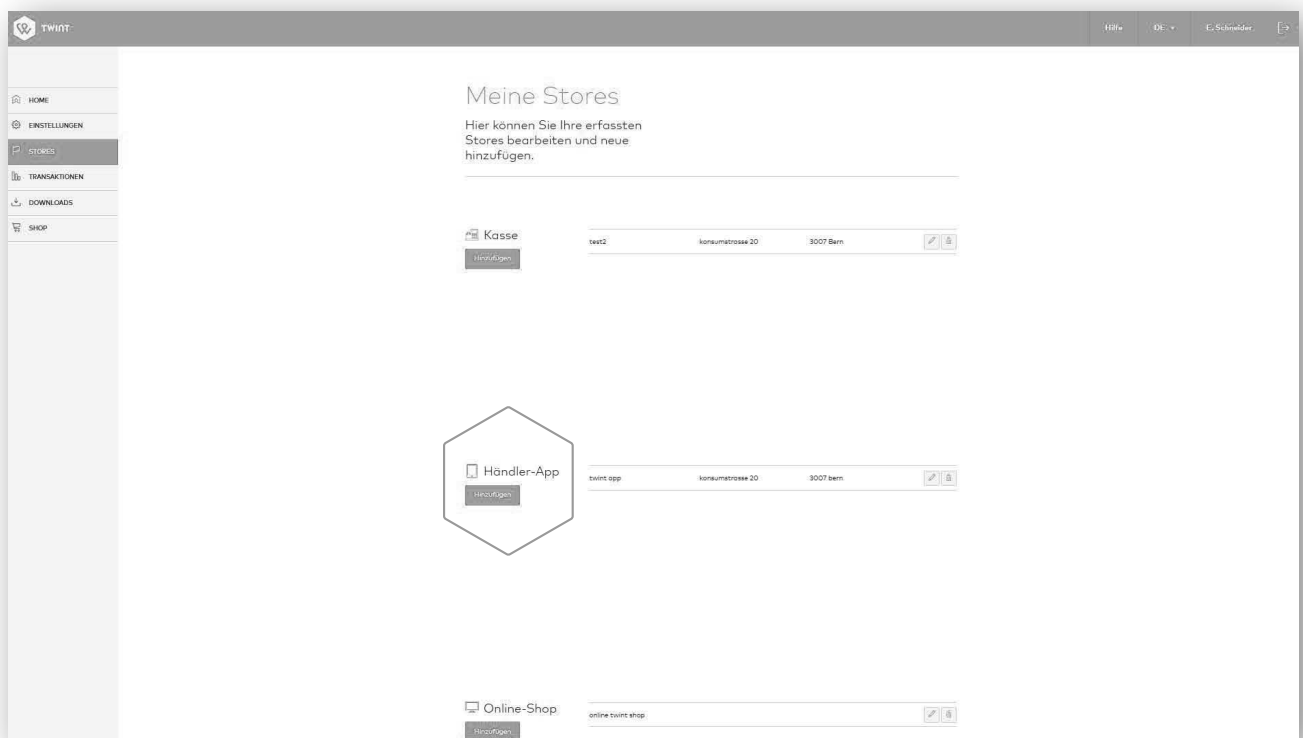 TWINT
Hilfe DE E. Schneider
HOME
EINSTELLUNGEN
STORES
TRANSAKTIONEN
DOWNLOADS
SHOP
Meine Stores
Hier können Sie Ihre erfassten
Stores bearbeiten und neue
hinzufügen.
Kasse
Hinzufügen
test2 konsumstrasse 20 3007 Bern
Händler-App
Hinzufügen
twint app konsumstrasse 20 3007 bern
Online-Shop
Hinzufügen
online twint shop